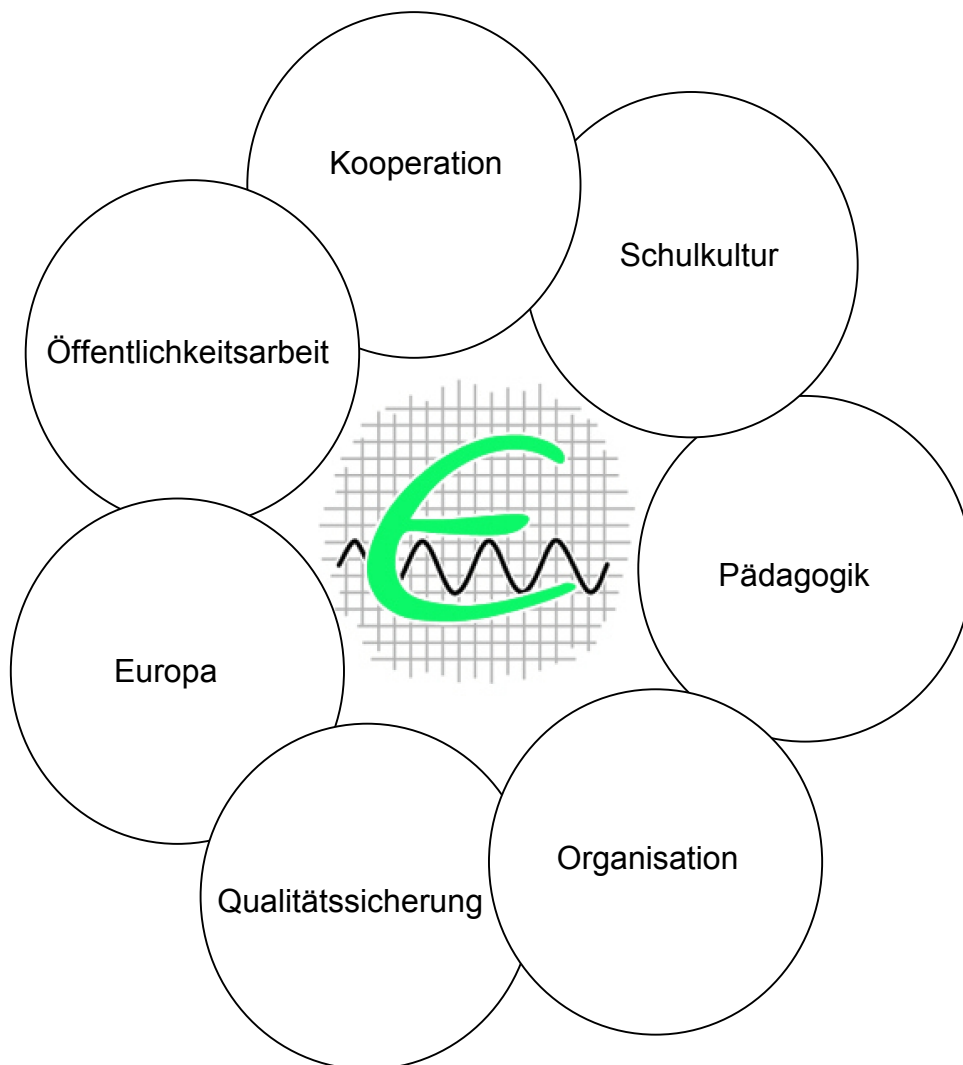 Kooperation
Schulkultur
Öffentlichkeitsarbeit
Pädagogik
Europa
Organisation
Qualitätssicherung